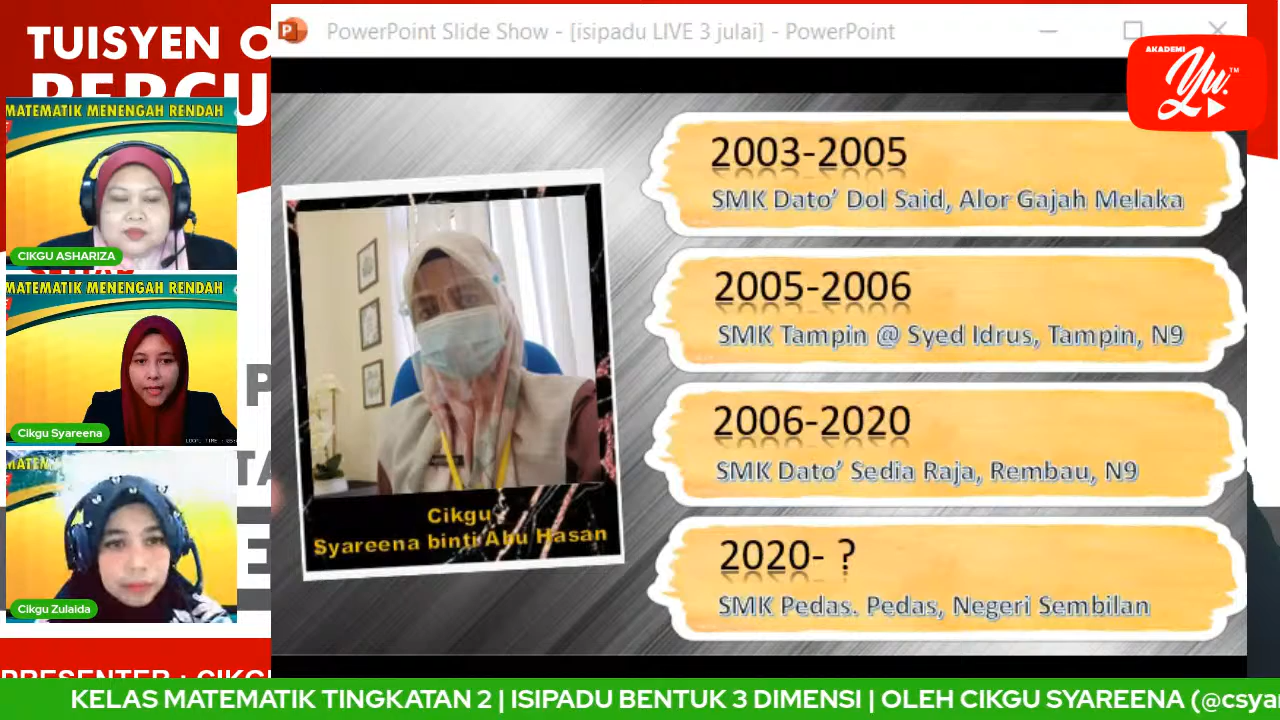 TUISYEN O
PowerPoint Slide Show - [isipadu LIVE 3 julai] - PowerPoint
AKADEMI
Yu.
TM
MATEMATIK MENENGAH RENDAH
CIKGU ASHARIZA
MATEMATIK MENENGAH RENDAH
Cikgu Syareena
Cikgu Zulaida
2003-2005
SMK Dato’ Dol Said, Alor Gajah Melaka
2005-2006
SMK Tampin @ Syed Idrus, Tampin, N9
2006-2020
SMK Dato’ Sedia Raja, Rembau, N9
2020- ?
SMK Pedas. Pedas, Negeri Sembilan
Cikgu
Syareena binti Abu Hasan
PRESENTER : CIKG
KELAS MATEMATIK TINGKATAN 2 | ISIPADU BENTUK 3 DIMENSI | OLEH CIKGU SYAREENA (@csya